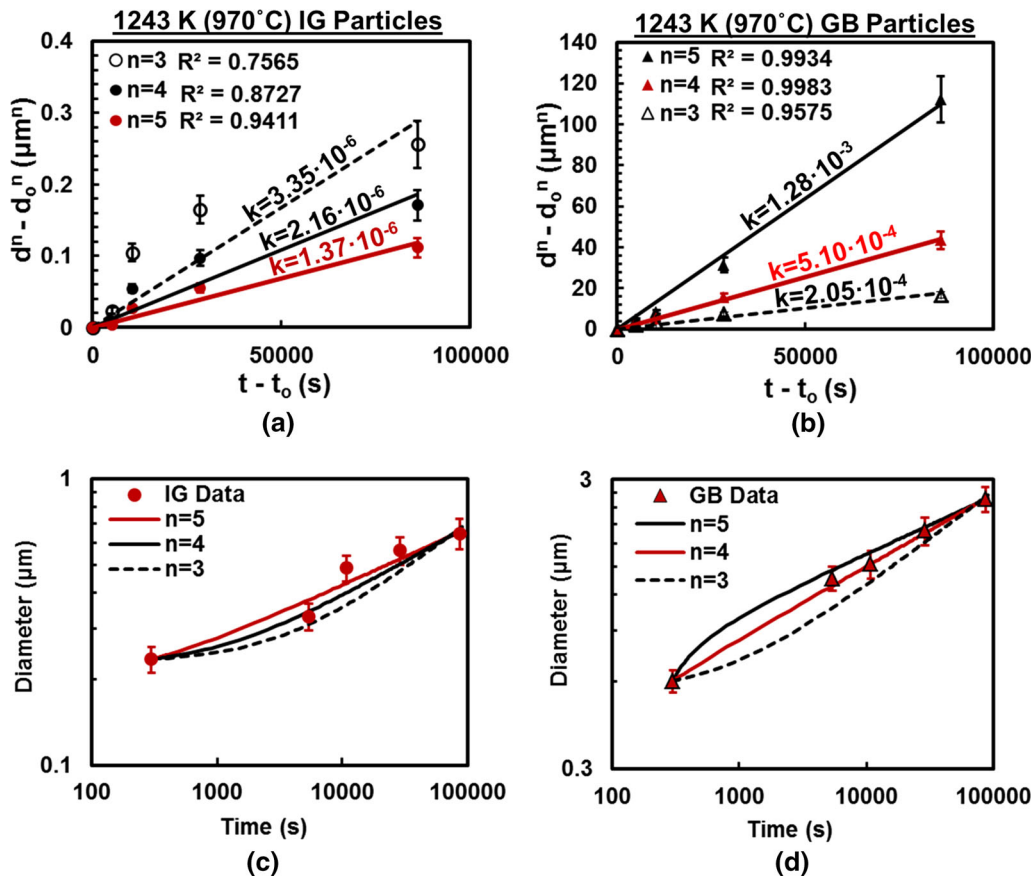 1243 K (970˚C) IG Particles
0.4
0.3
0.2
0.1
0
dⁿ - dₒⁿ (µmⁿ)
n=3 R² = 0.7565
n=4 R² = 0.8727
n=5 R² = 0.9411
k=3.35·10⁻⁶
k=2.16·10⁻⁶
k=1.37·10⁻⁶
0 50000 100000
t - tₒ (s)
(a)
1243 K (970˚C) GB Particles
140
120
100
80
60
40
20
0
dⁿ - dₒⁿ (µmⁿ)
n=5 R² = 0.9934
n=4 R² = 0.9983
n=3 R² = 0.9575
k=1.28·10⁻³
k=5.10·10⁻⁴
k=2.05·10⁻⁴
0 50000 100000
t - tₒ (s)
(b)
1
0.1
Diameter (µm)
IG Data
n=5
n=4
n=3
100 1000 10000 100000
Time (s)
(c)
3
0.3
Diameter (µm)
GB Data
n=5
n=4
n=3
100 1000 10000 100000
Time (s)
(d)